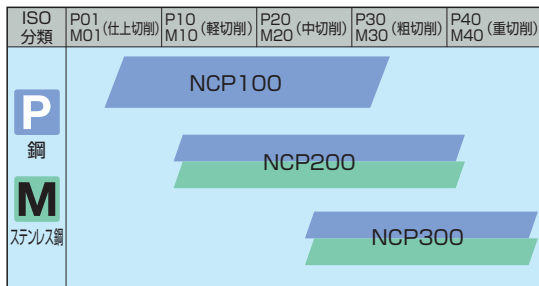 ISO
分類
P01
M01
(仕上切削)
P10
M10
(軽切削)
P20
M20
(中切削)
P30
M30
(粗切削)
P40
M40
(重切削)
P
鋼
M
ステンレス鋼
NCP100
NCP200
NCP300